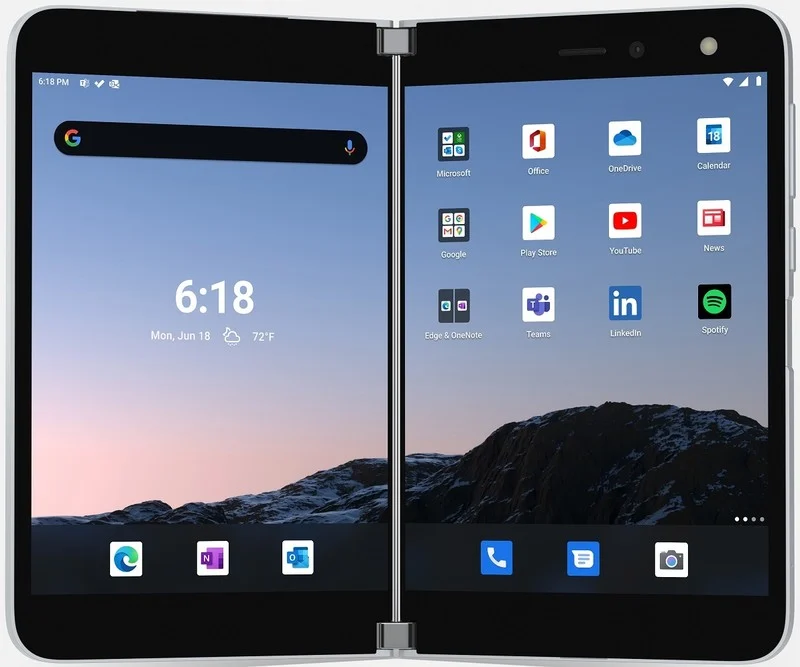 6:18 PM
6:18
Mon, Jun 18 72°F
18
Microsoft
Office
OneDrive
Calendar
Google
Play Store
YouTube
News
Edge & OneNote
Teams
LinkedIn
Spotify